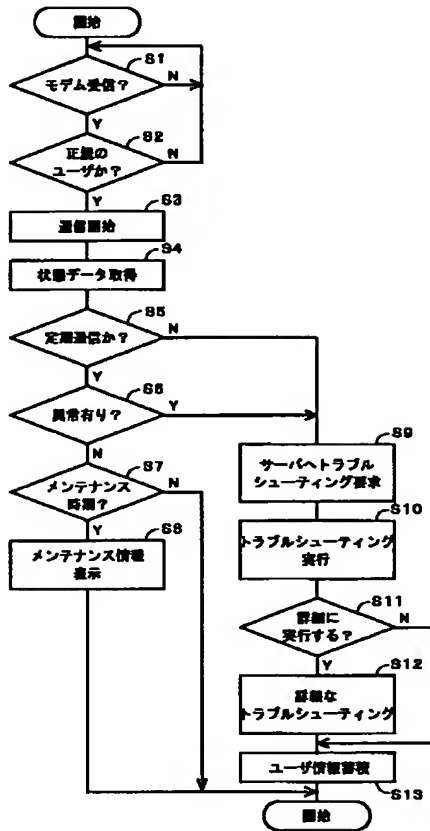 開始
S1
モデム受信?
N
Y
S2
正規の
ユーザか?
N
Y
S3
通信開始
S4
状態データ取得
S5
定期通信か?
N
Y
S6
異常有り?
Y
N
S7
メンテナンス
時期?
N
Y
S8
メンテナンス情報
表示
S9
サーバへトラブル
シューティング要求
S10
トラブルシューティング
実行
S11
詳細に
実行する?
N
Y
S12
詳細な
トラブルシューティング
ユーザ情報蓄積
S13
開始